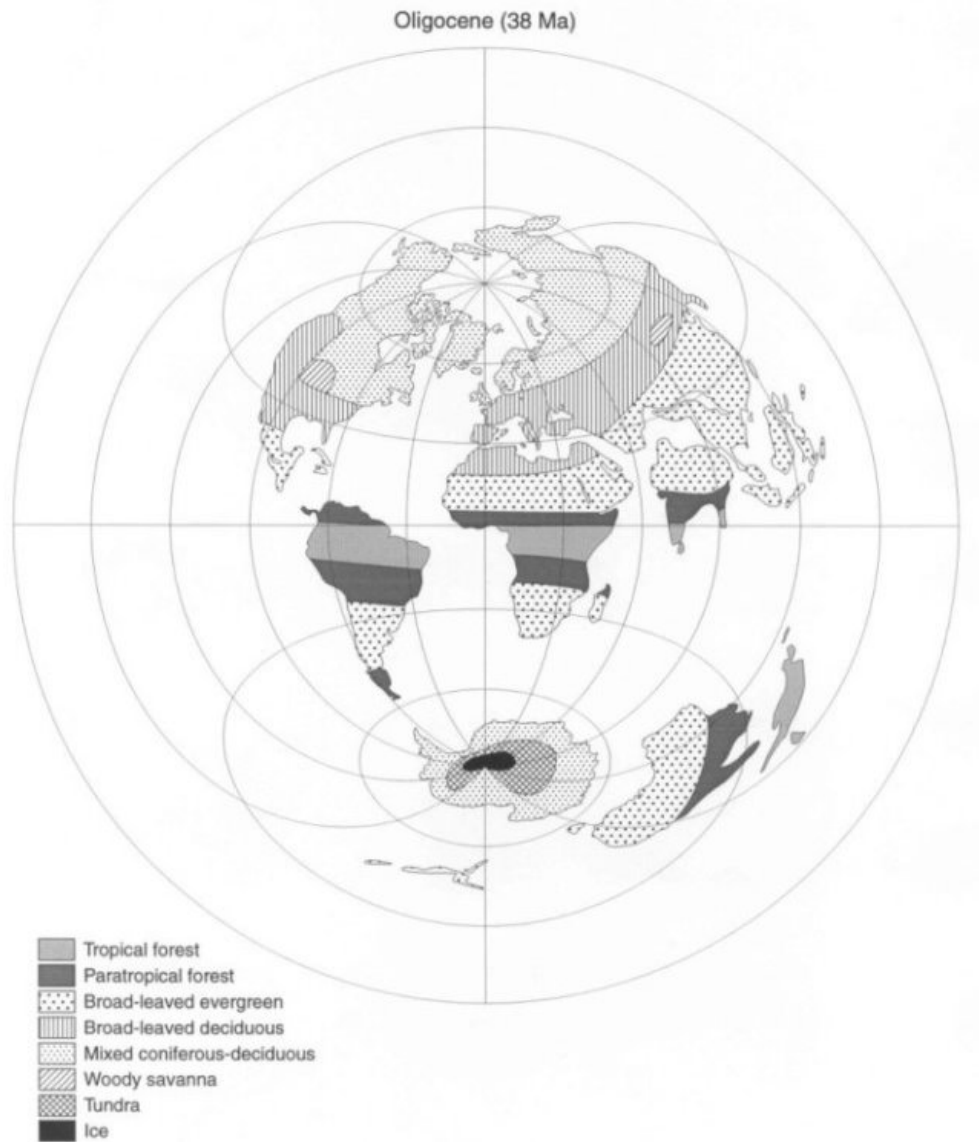 Oligocene (38 Ma)
Tropical forest
Paratropical forest
Broad-leaved evergreen
Broad-leaved deciduous
Mixed coniferous-deciduous
Woody savanna
Tundra
Ice